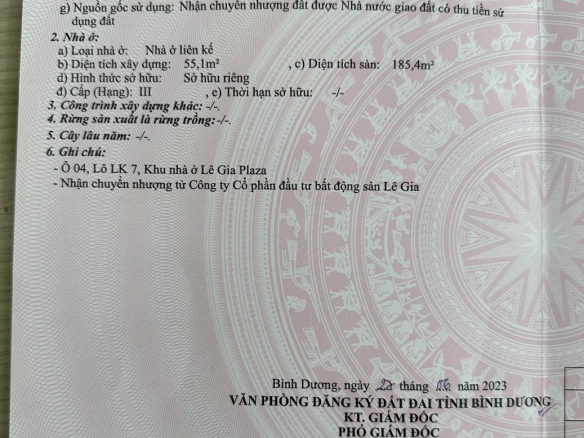 g) Nguồn gốc sử dụng: Nhận chuyển nhượng đất được Nhà nước giao đất có thu tiền sử
dụng đất
2. Nhà ở:
a) Loại nhà ở: Nhà ở liên kế
b) Diện tích xây dựng: 55,1m² , c) Diện tích sàn: 185,4m²
d) Hình thức sở hữu: Sở hữu riêng
đ) Cấp (Hạng): III , e) Thời hạn sở hữu: -/-
3. Công trình xây dựng khác: -/-.
4. Rừng sản xuất là rừng trồng: -/-.
5. Cây lâu năm: -/-.
6. Ghi chú:
- Ô 04, Lô LK 7, Khu nhà ở Lê Gia Plaza
- Nhận chuyển nhượng từ Công ty Cổ phần đầu tư bất động sản Lê Gia
Bình Dương, ngày tháng 06 năm 2023
VĂN PHÒNG ĐĂNG KÝ ĐẤT ĐAI TỈNH BÌNH DƯƠNG
KT. GIÁM ĐỐC
PHÓ GIÁM ĐỐC